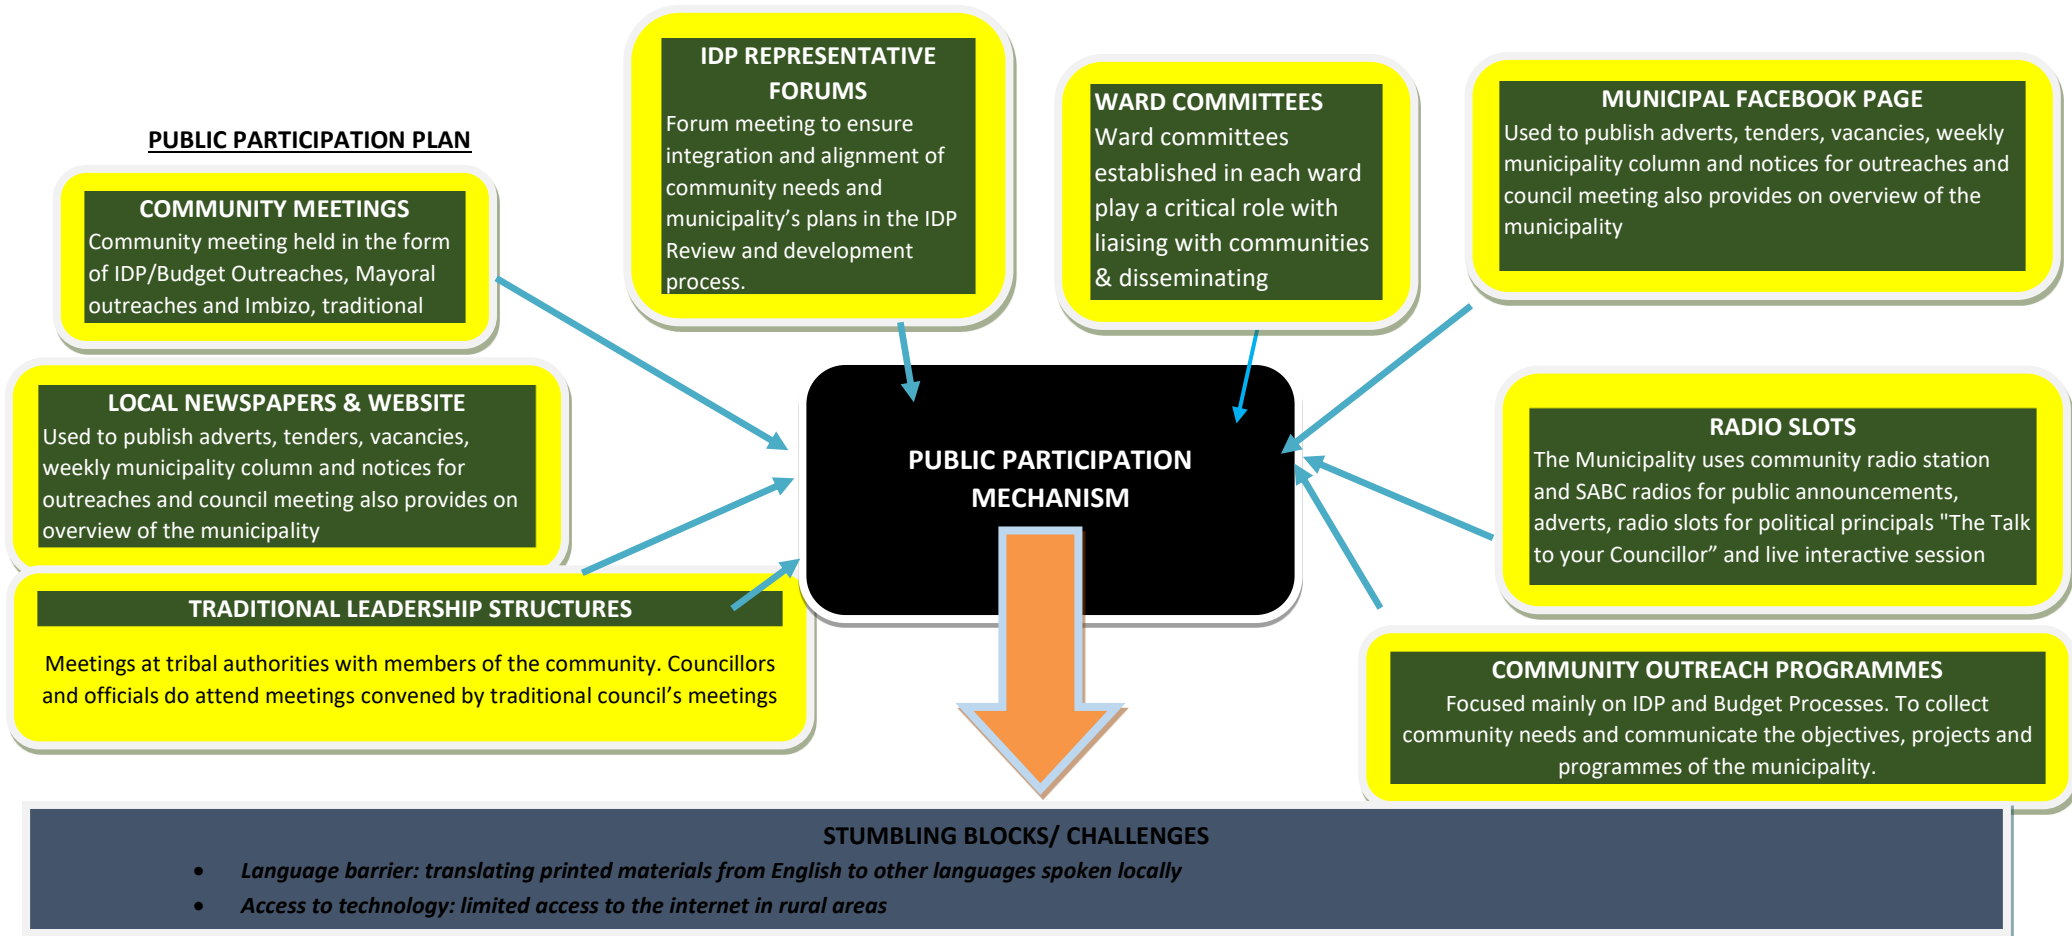 PUBLIC PARTICIPATION PLAN
COMMUNITY MEETINGS
Community meeting held in the form
of IDP/Budget Outreaches, Mayoral
outreaches and Imbizo, traditional
IDP REPRESENTATIVE
FORUMS
Forum meeting to ensure
integration and alignment of
community needs and
municipality's plans in the IDP
Review and development
process.
WARD COMMITTEES
Ward committees
established in each ward
play a critical role with
liaising with communities
& disseminating
MUNICIPAL FACEBOOK PAGE
Used to publish adverts, tenders, vacancies, weekly
municipality column and notices for outreaches and
council meeting also provides on overview of the
municipality
LOCAL NEWSPAPERS & WEBSITE
Used to publish adverts, tenders, vacancies,
weekly municipality column and notices for
outreaches and council meeting also provides on
overview of the municipality
PUBLIC PARTICIPATION
MECHANISM
RADIO SLOTS
The Municipality uses community radio station
and SABC radios for public announcements,
adverts, radio slots for political principals "The Talk
to your Councillor” and live interactive session
TRADITIONAL LEADERSHIP STRUCTURES
Meetings at tribal authorities with members of the community. Councillors
and officials do attend meetings convened by traditional council's meetings
COMMUNITY OUTREACH PROGRAMMES
Focused mainly on IDP and Budget Processes. To collect
community needs and communicate the objectives, projects and
programmes of the municipality.
STUMBLING BLOCKS/ CHALLENGES
• Language barrier: translating printed materials from English to other languages spoken locally
• Access to technology: limited access to the internet in rural areas